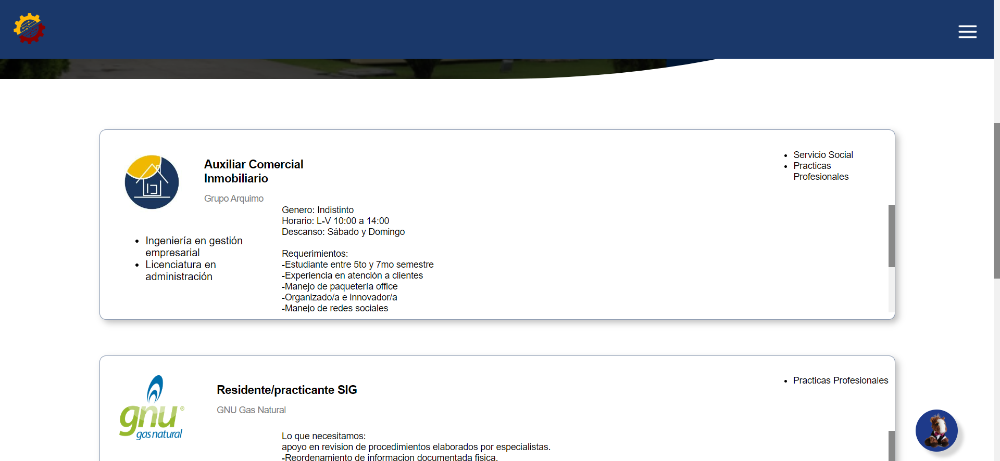 Auxiliar Comercial
Inmobiliario
Grupo Arquimo
Servicio Social
Practicas
Profesionales
Ingeniería en gestión
empresarial
Licenciatura en
administración
Genero: Indistinto
Horario: L-V 10:00 a 14:00
Descanso: Sábado y Domingo
Requerimientos:
-Estudiante entre 5to y 7mo semestre
-Experiencia en atención a clientes
-Manejo de paquetería office
-Organizado/a e innovador/a
-Manejo de redes sociales
gnu®
gas natural
Residente/practicante SIG
GNU Gas Natural
Practicas Profesionales
Lo que necesitamos:
apoyo en revision de procedimientos elaborados por especialistas.
-Reordenamiento de informacion documentada fisica.